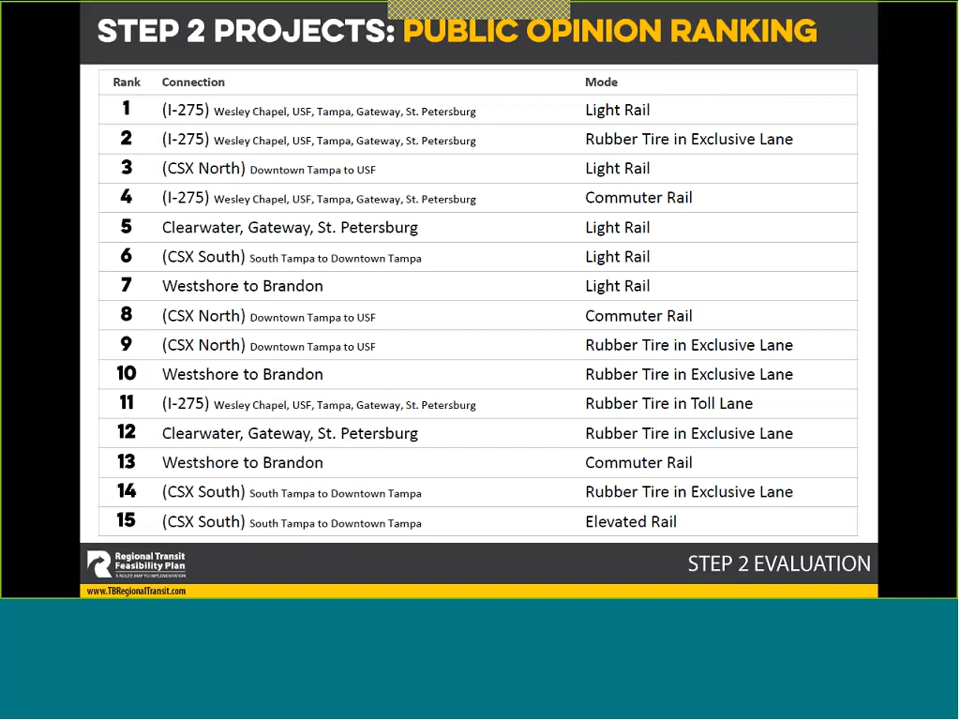 STEP 2 PROJECTS: PUBLIC OPINION RANKING
Rank Connection Mode
1 (I-275) Wesley Chapel, USF, Tampa, Gateway, St. Petersburg Light Rail
2 (I-275) Wesley Chapel, USF, Tampa, Gateway, St. Petersburg Rubber Tire in Exclusive Lane
3 (CSX North) Downtown Tampa to USF Light Rail
4 (I-275) Wesley Chapel, USF, Tampa, Gateway, St. Petersburg Commuter Rail
5 Clearwater, Gateway, St. Petersburg Light Rail
6 (CSX South) South Tampa to Downtown Tampa Light Rail
7 Westshore to Brandon Light Rail
8 (CSX North) Downtown Tampa to USF Commuter Rail
9 (CSX North) Downtown Tampa to USF Rubber Tire in Exclusive Lane
10 Westshore to Brandon Rubber Tire in Exclusive Lane
11 (I-275) Wesley Chapel, USF, Tampa, Gateway, St. Petersburg Rubber Tire in Toll Lane
12 Clearwater, Gateway, St. Petersburg Rubber Tire in Exclusive Lane
13 Westshore to Brandon Commuter Rail
14 (CSX South) South Tampa to Downtown Tampa Rubber Tire in Exclusive Lane
15 (CSX South) South Tampa to Downtown Tampa Elevated Rail
Regional Transit
Feasibility Plan
STEP 2 EVALUATION
www.TBRegionalTransit.com